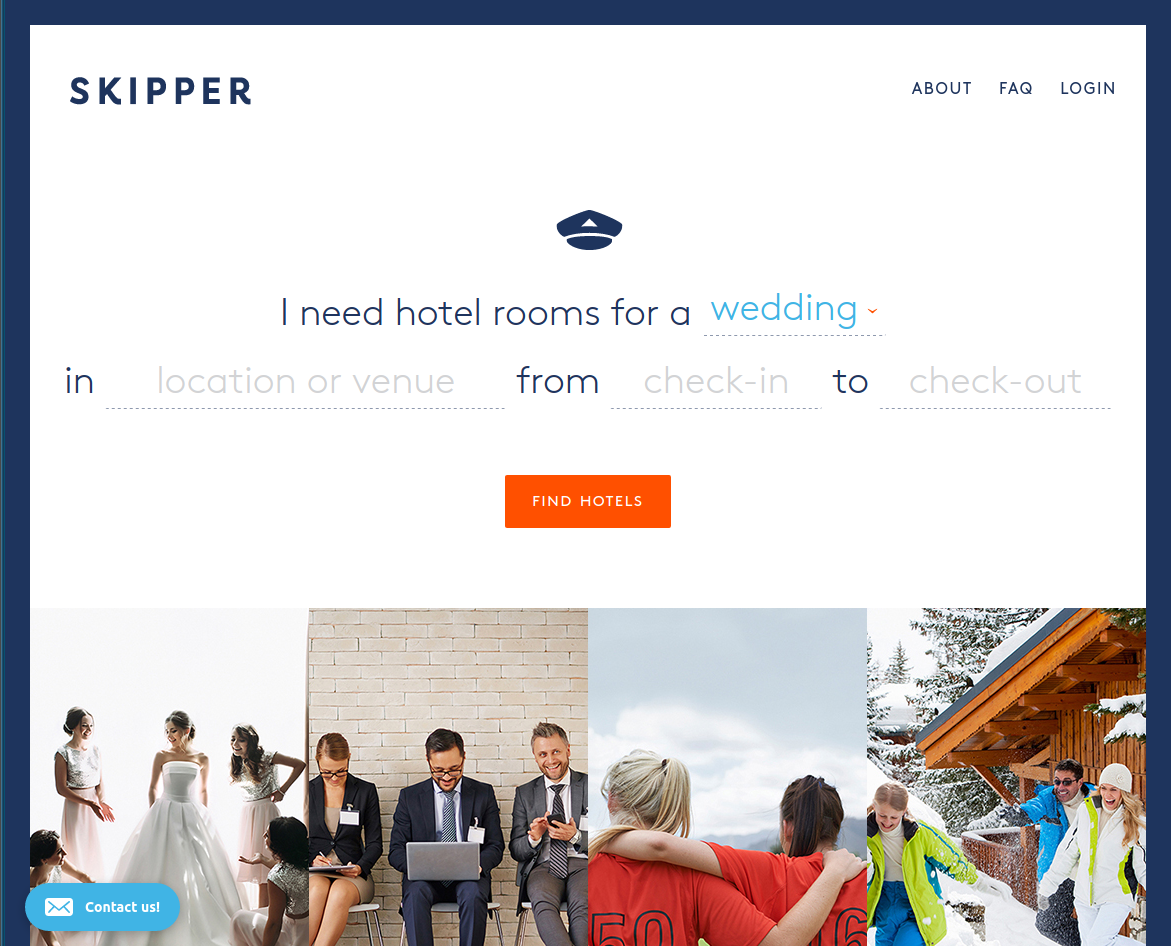 SKIPPER
ABOUT FAQ LOGIN
I need hotel rooms for a wedding
in location or venue from check-in to check-out
FIND HOTELS
50 16
Contact us!